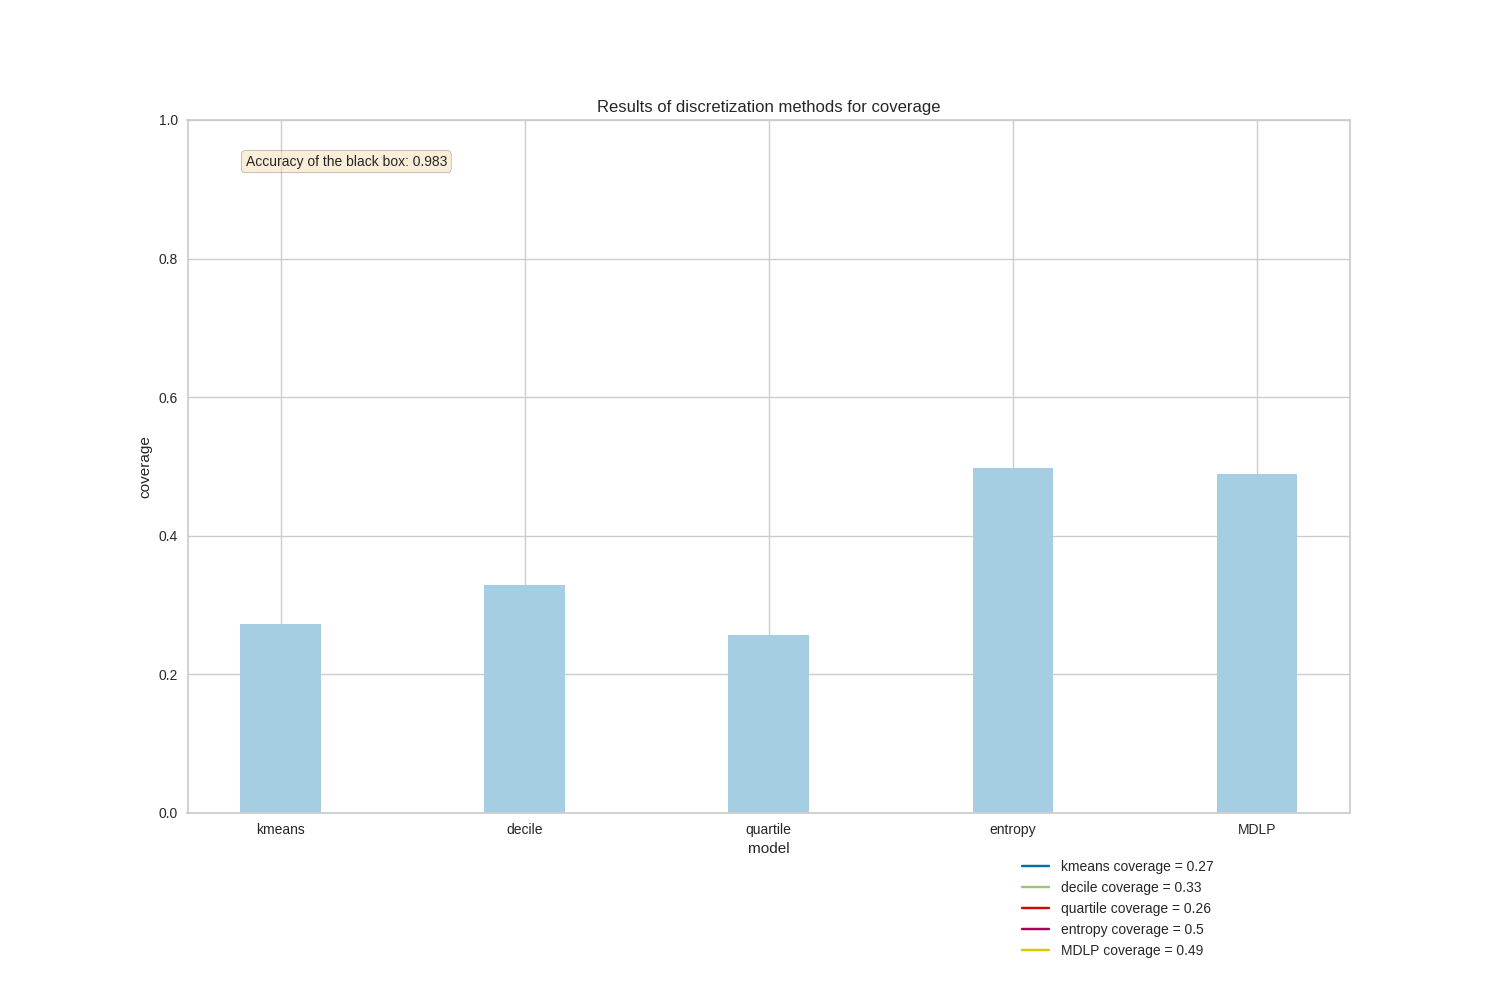 Results of discretization methods for coverage
1.0
Accuracy of the black box: 0.983
0.8
0.6
coverage
0.4
0.2
0.0
kmeans decile quartile entropy MDLP
model
kmeans coverage = 0.27
decile coverage = 0.33
quartile coverage = 0.26
entropy coverage = 0.5
MDLP coverage = 0.49